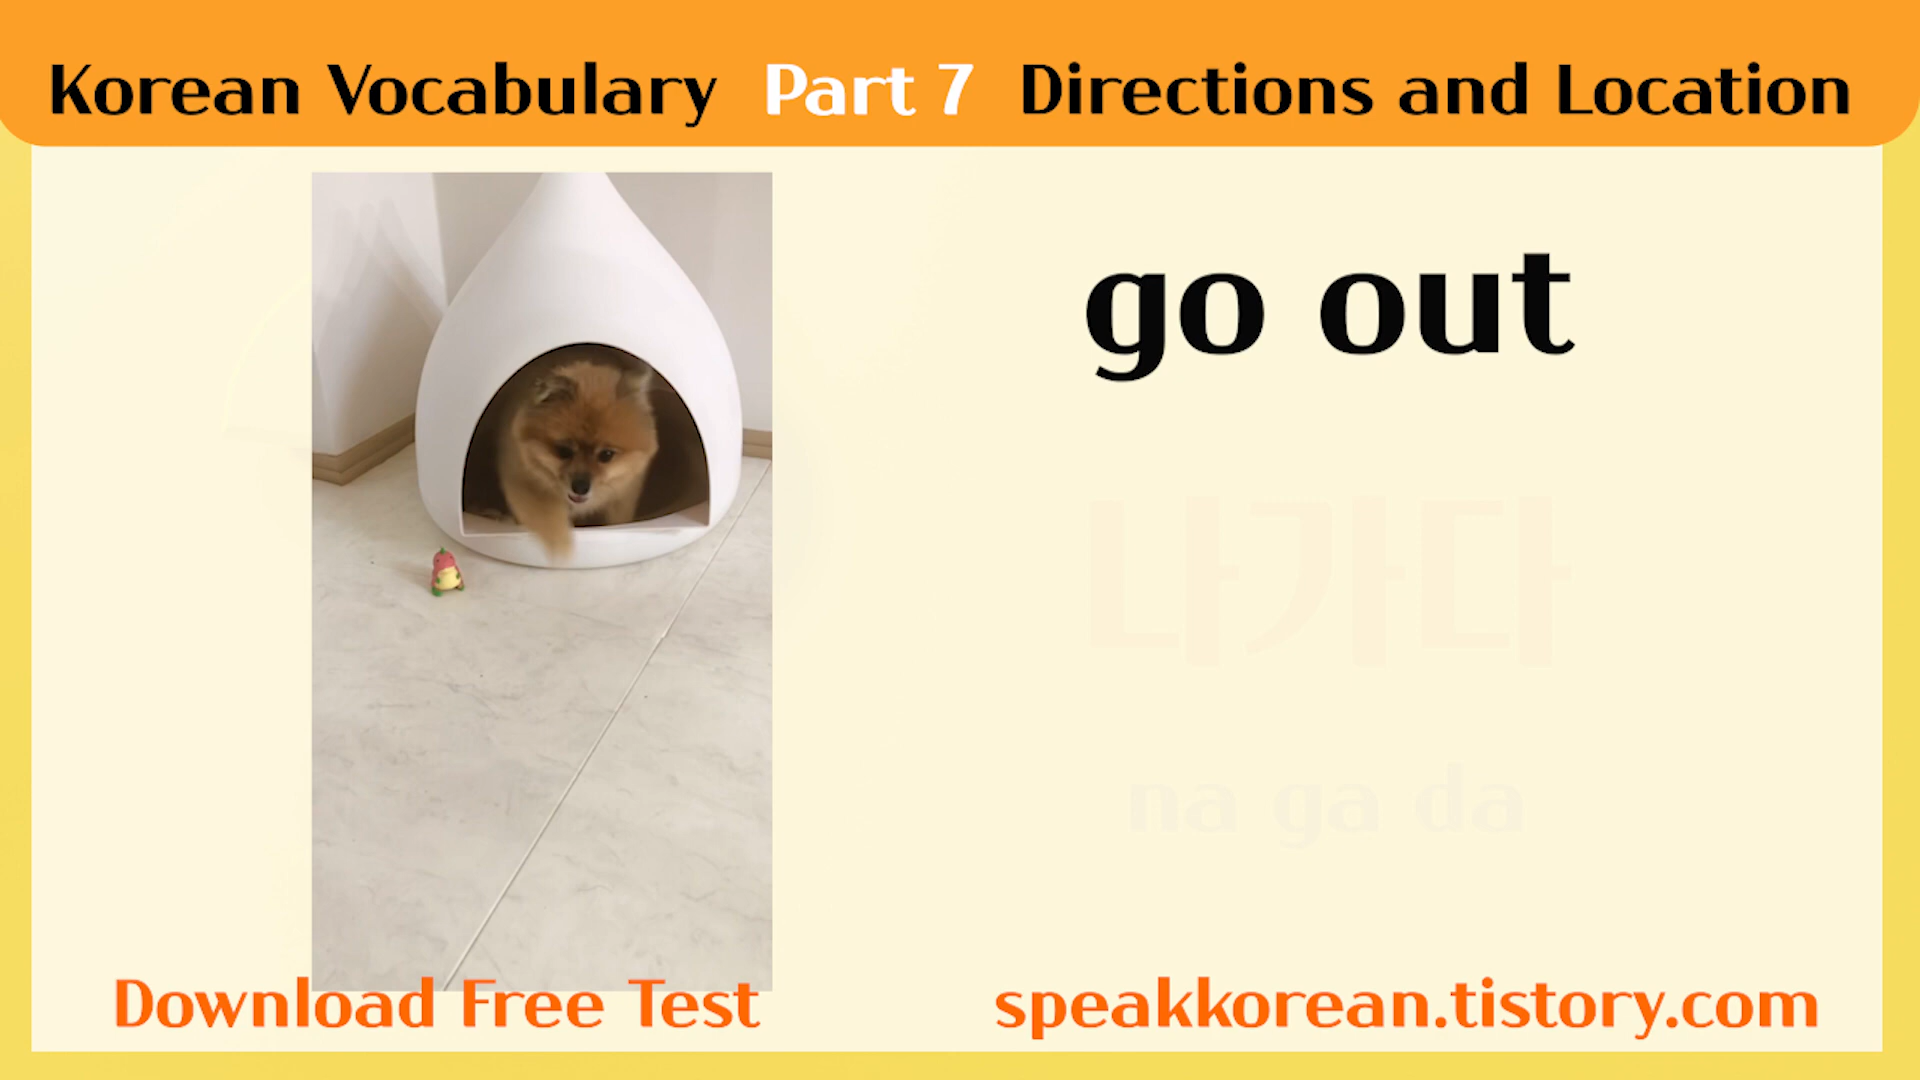 Korean Vocabulary Part 7 Directions and Location
go out
나가다
na ga da
Download Free Test
speakkorean.tistory.com